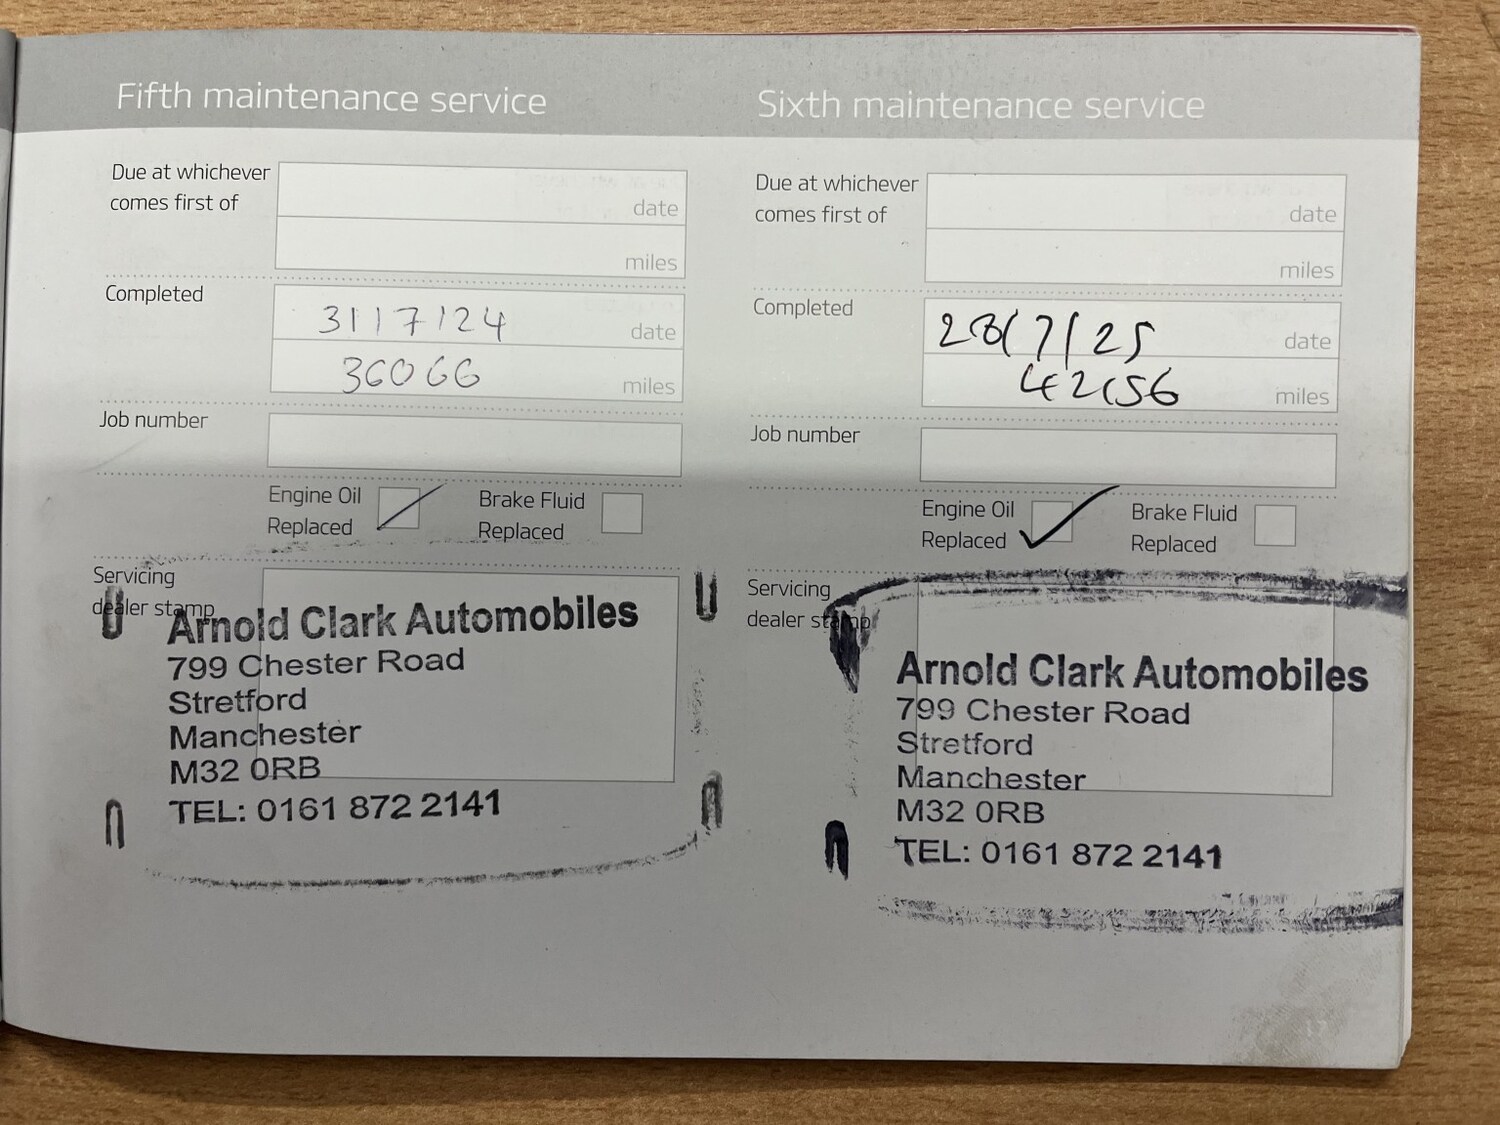 Fifth maintenance service
Due at whichever
comes first of
date
miles
Completed
31/7/24 date
36066 miles
Job number
Engine Oil
Replaced
Brake Fluid
Replaced
Servicing
dealer stamp
Arnold Clark Automobiles
799 Chester Road
Stretford
Manchester
M32 0RB
TEL: 0161 872 2141
Sixth maintenance service
Due at whichever
comes first of
date
miles
Completed
28/7/25 date
42156 miles
Job number
Engine Oil
Replaced
Brake Fluid
Replaced
Servicing
dealer stamp
Arnold Clark Automobiles
799 Chester Road
Stretford
Manchester
M32 0RB
TEL: 0161 872 2141